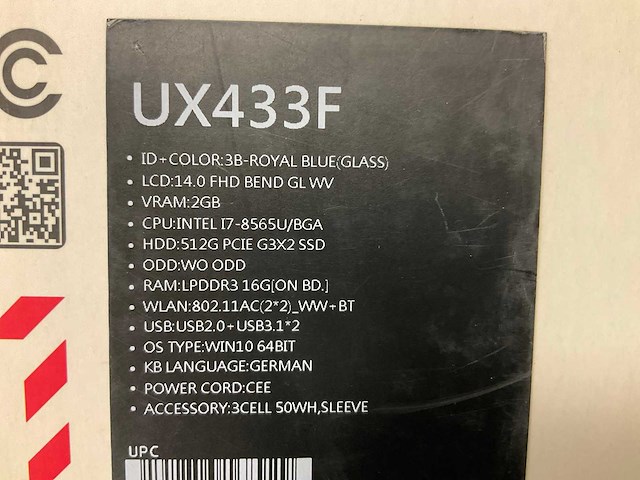 UX433F
• ID+COLOR:3B-ROYAL BLUE(GLASS)
• LCD:14.0 FHD BEND GL WV
• VRAM:2GB
• CPU:INTEL I7-8565U/BGA
• HDD:512G PCIE G3X2 SSD
• ODD:WO ODD
• RAM:LPDDR3 16G[ON BD.]
• WLAN:802.11AC(2*2)_WW+BT
• USB:USB2.0+USB3.1*2
• OS TYPE:WIN10 64BIT
• KB LANGUAGE:GERMAN
• POWER CORD:CEE
• ACCESSORY:3CELL 50WH,SLEEVE
UPC